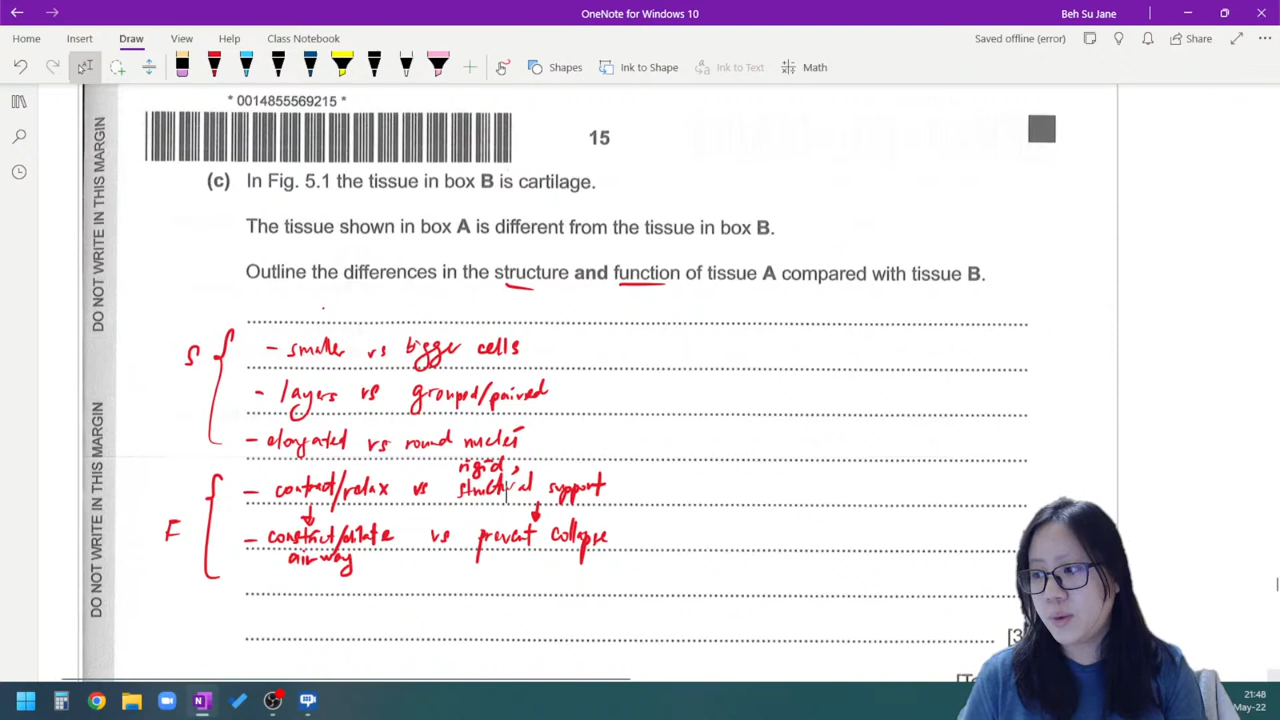 OneNote for Windows 10
Beh Su Jane
Home Insert Draw View Help Class Notebook
Saved offline (error)
Share
Shapes
Ink to Shape
Ink to Text
Math
* 0014855569215 *
15
DO NOT WRITE IN THIS MARGIN
(c) In Fig. 5.1 the tissue in box B is cartilage.
The tissue shown in box A is different from the tissue in box B.
Outline the differences in the structure and function of tissue A compared with tissue B.
S
- smaller vs bigger cells
- layers vs grouped/paired
- elongated vs round nuclei
rigid,
- contract/relax vs structural support
F
- constrict/dilate vs prevent collapse
airway
DO NOT WRITE IN THIS MARGIN
[3
[To
21:48
May-22